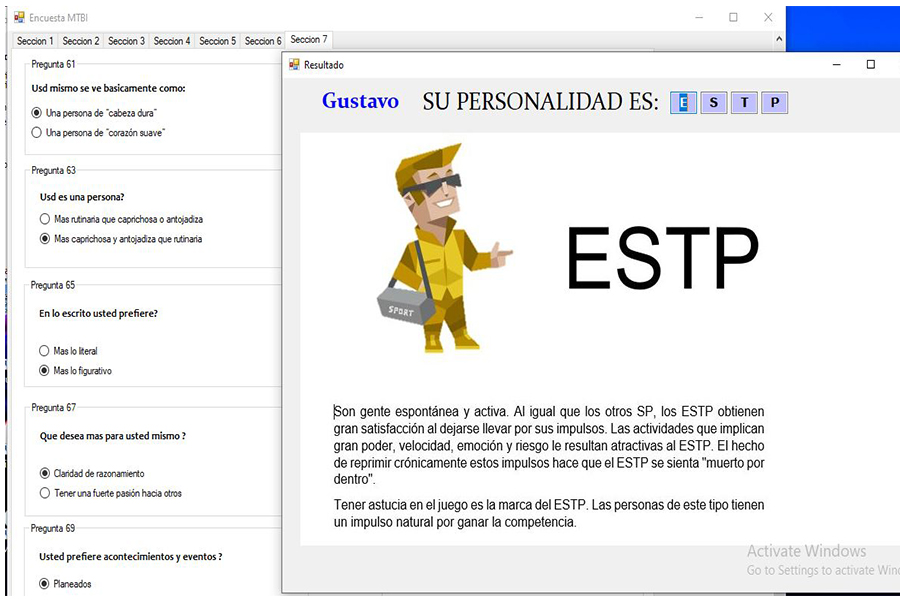 Encuesta MTBI
Seccion 1 Seccion 2 Seccion 3 Seccion 4 Seccion 5 Seccion 6 Seccion 7
Pregunta 61
Usd mismo se ve basicamente como:
Una persona de "cabeza dura"
Una persona de "corazón suave"
Pregunta 63
Usd es una persona?
Mas rutinaria que caprichosa o antojadiza
Mas caprichosa y antojadiza que rutinaria
Pregunta 65
En lo escrito usted prefiere?
Mas lo literal
Mas lo figurativo
Pregunta 67
Que desea mas para usted mismo ?
Claridad de razonamiento
Tener una fuerte pasión hacia otros
Pregunta 69
Usted prefiere acontecimientos y eventos ?
Planeados
Resultado
Gustavo SU PERSONALIDAD ES: E S T P
SPORT
ESTP
Son gente espontánea y activa. Al igual que los otros SP, los ESTP obtienen
gran satisfacción al dejarse llevar por sus impulsos. Las actividades que implican
gran poder, velocidad, emoción y riesgo le resultan atractivas al ESTP. El hecho
de reprimir crónicamente estos impulsos hace que el ESTP se sienta "muerto por
dentro".
Tener astucia en el juego es la marca del ESTP. Las personas de este tipo tienen
un impulso natural por ganar la competencia.
Activate Windows
Go to Settings to activate Win